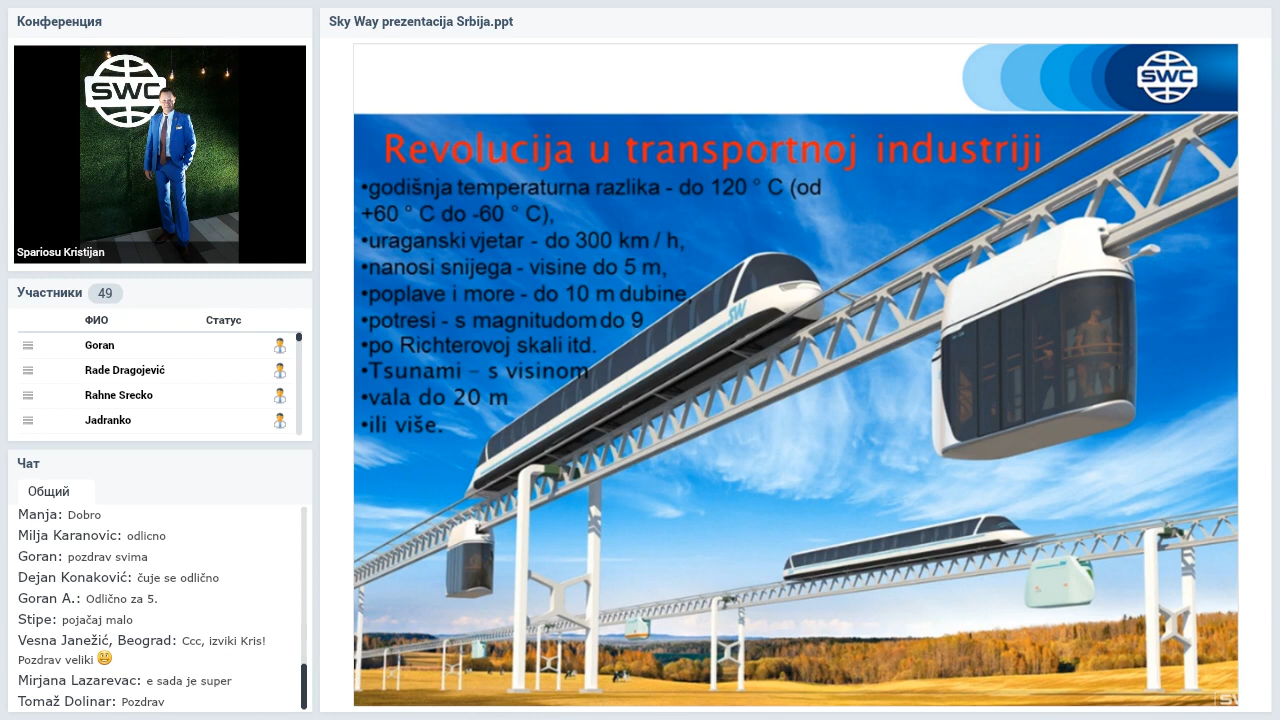 Конференция
SWC
Spariosu Kristijan
Участники 49
ФИО Статус
Goran
Rade Dragojević
Rahne Srecko
Jadranko
Чат
Общий
Manja: Dobro
Milja Karanovic: odlicno
Goran: pozdrav svima
Dejan Konaković: čuje se odlično
Goran A.: Odlično za 5.
Stipe: pojačaj malo
Vesna Janežić, Beograd: Ccc, izviki Kris!
Pozdrav veliki
Mirjana Lazarevac: e sada je super
Tomaž Dolinar: Pozdrav
Sky Way prezentacija Srbija.ppt
SWC
Revolucija u transportnoj industriji
•godišnja temperaturna razlika - do 120 ° C (od
+60 ° C do -60 ° C),
•uraganski vjetar - do 300 km / h,
•nanosi snijega - visine do 5 m,
•poplave i more - do 10 m dubine,
•potresi - s magnitudom do 9
•po Richterovoj skali itd.
•Tsunami – s visinom
•vala do 20 m
•ili više.
SW